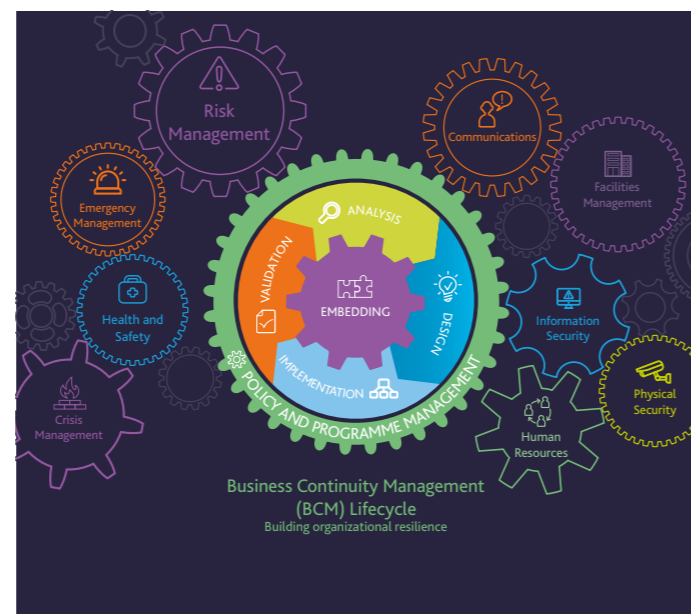 Risk
Management
Communications
Facilities
Management
Emergency
Management
ANALYSIS
VALIDATION
EMBEDDING
DESIGN
Health and
Safety
Information
Security
IMPLEMENTATION
POLICY AND PROGRAMME MANAGEMENT
Physical
Security
Crisis
Management
Human
Resources
Business Continuity Management
(BCM) Lifecycle
Building organizational resilience